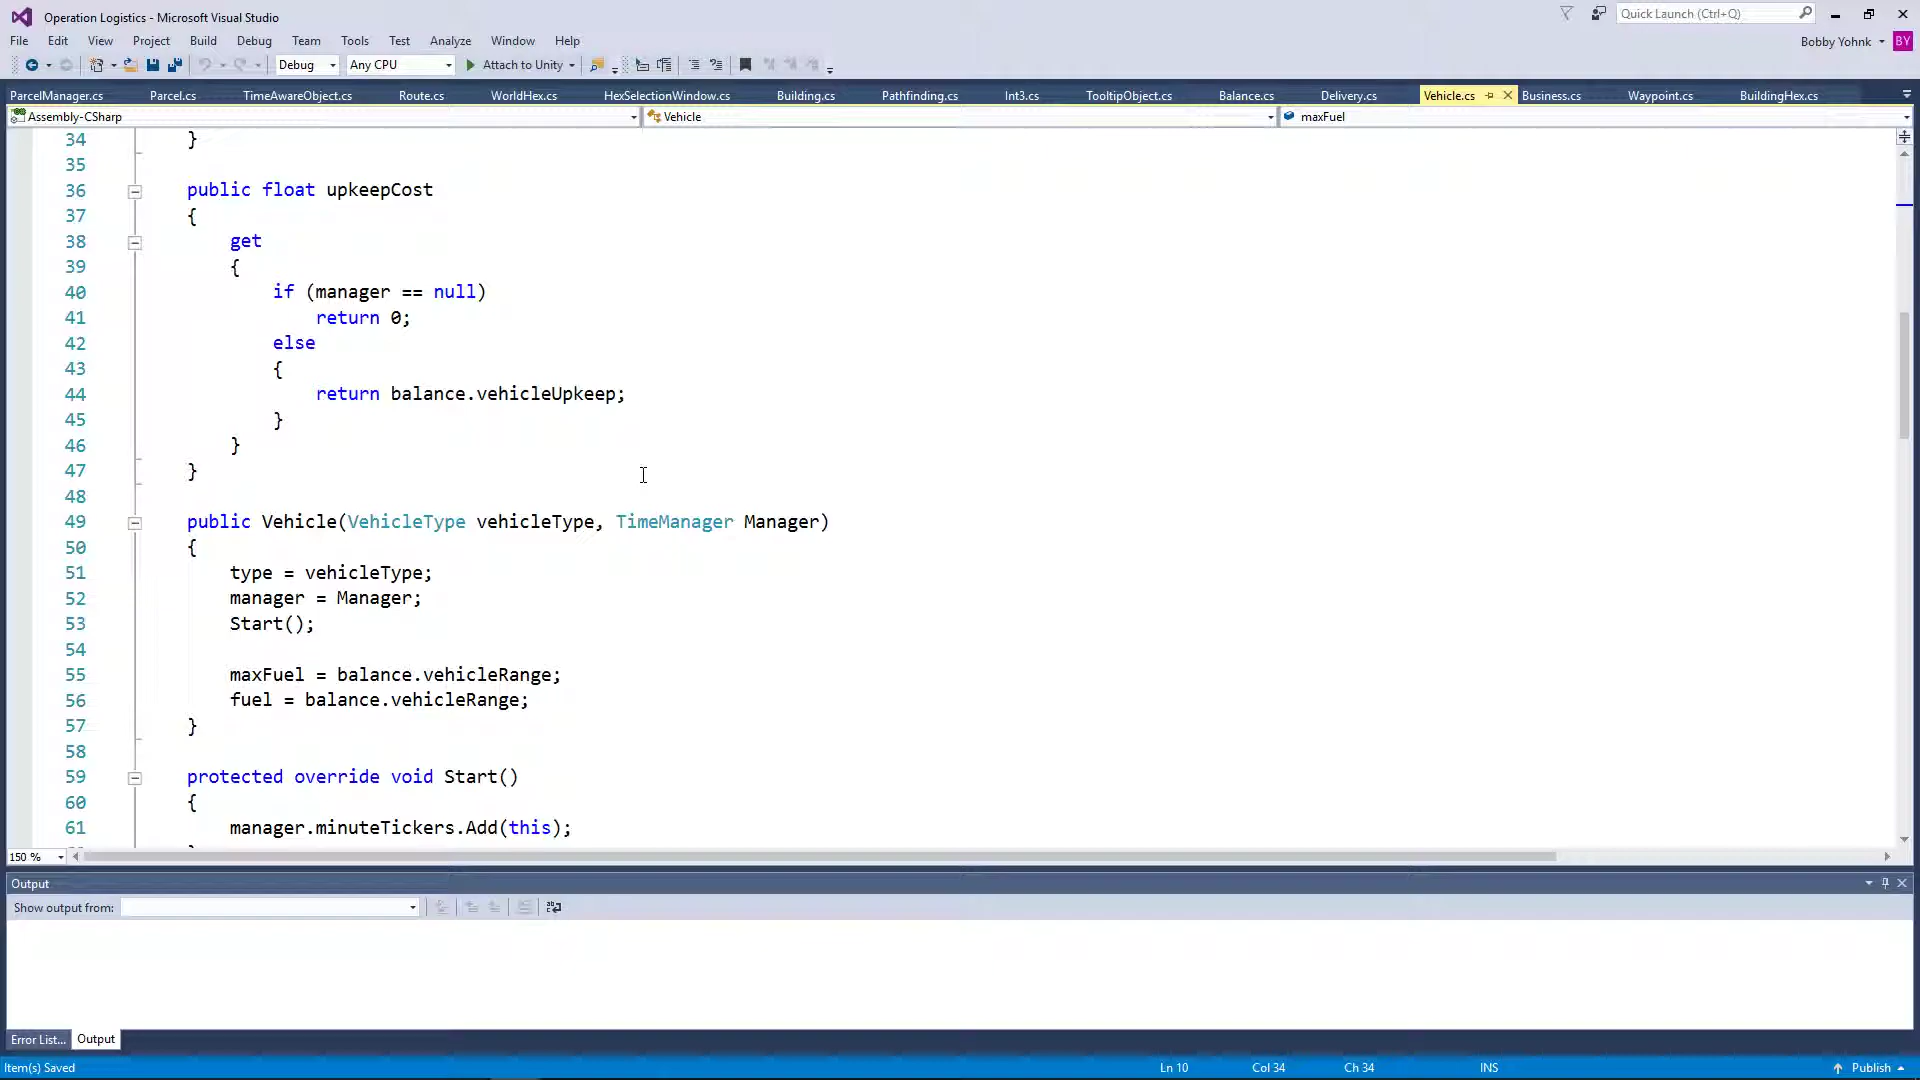 Operation Logistics - Microsoft Visual Studio
Quick Launch (Ctrl+Q)
File Edit View Project Build Debug Team Tools Test Analyze Window Help
Bobby Yohnk BY
Debug Any CPU Attach to Unity
ParcelManager.cs Parcel.cs TimeAwareObject.cs Route.cs WorldHex.cs HexSelectionWindow.cs Building.cs Pathfinding.cs Int3.cs TooltipObject.cs Balance.cs Delivery.cs Vehicle.cs Business.cs Waypoint.cs BuildingHex.cs
Assembly-CSharp Vehicle maxFuel
34 }
35
36 public float upkeepCost
37 {
38 get
39 {
40 if (manager == null)
41 return 0;
42 else
43 {
44 return balance.vehicleUpkeep;
45 }
46 }
47 }
48
49 public Vehicle(VehicleType vehicleType, TimeManager Manager)
50 {
51 type = vehicleType;
52 manager = Manager;
53 Start();
54
55 maxFuel = balance.vehicleRange;
56 fuel = balance.vehicleRange;
57 }
58
59 protected override void Start()
60 {
61 manager.minuteTickers.Add(this);
150 %
Output
Show output from:
Error List... Output
Item(s) Saved Ln 10 Col 34 Ch 34 INS Publish